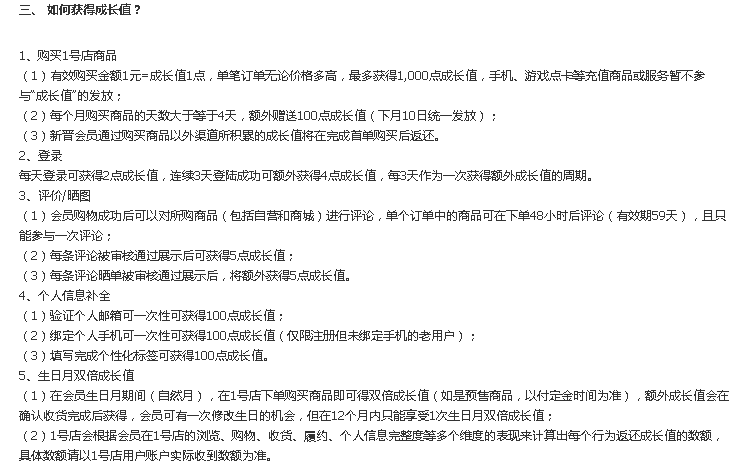 三、 如何获得成长值？
1、购买1号店商品
（1）有效购买金额1元=成长值1点，单笔订单无论价格多高，最多获得1,000点成长值，手机、游戏点卡等充值商品或服务暂不参
与“成长值”的发放；
（2）每个月购买商品的天数大于等于4天，额外赠送100点成长值（下月10日统一发放）；
（3）新晋会员通过购买商品以外渠道所积累的成长值将在完成首单购买后返还。
2、登录
每天登录可获得2点成长值，连续3天登陆成功可额外获得4点成长值，每3天作为一次获得额外成长值的周期。
3、评价/晒图
（1）会员购物成功后可以对所购商品（包括自营和商城）进行评论，单个订单中的商品可在下单48小时后评论（有效期59天），且只
能参与一次评论；
（2）每条评论被审核通过展示后可获得5点成长值；
（3）每条评论晒单被审核通过展示后，将额外获得5点成长值。
4、个人信息补全
（1）验证个人邮箱可一次性可获得100点成长值；
（2）绑定个人手机可一次性可获得100点成长值（仅限注册但未绑定手机的老用户）；
（3）填写完成个性化标签可获得100点成长值。
5、生日月双倍成长值
（1）在会员生日月期间（自然月），在1号店下单购买商品即可得双倍成长值（如是预售商品，以付定金时间为准），额外成长值会在
确认收货完成后获得，会员可有一次修改生日的机会，但在12个月内只能享受1次生日月双倍成长值；
（2）1号店会根据会员在1号店的浏览、购物、收货、履约、个人信息完整度等多个维度的表现来计算出每个行为返还成长值的数额，
具体数额请以1号店用户账户实际收到数额为准。